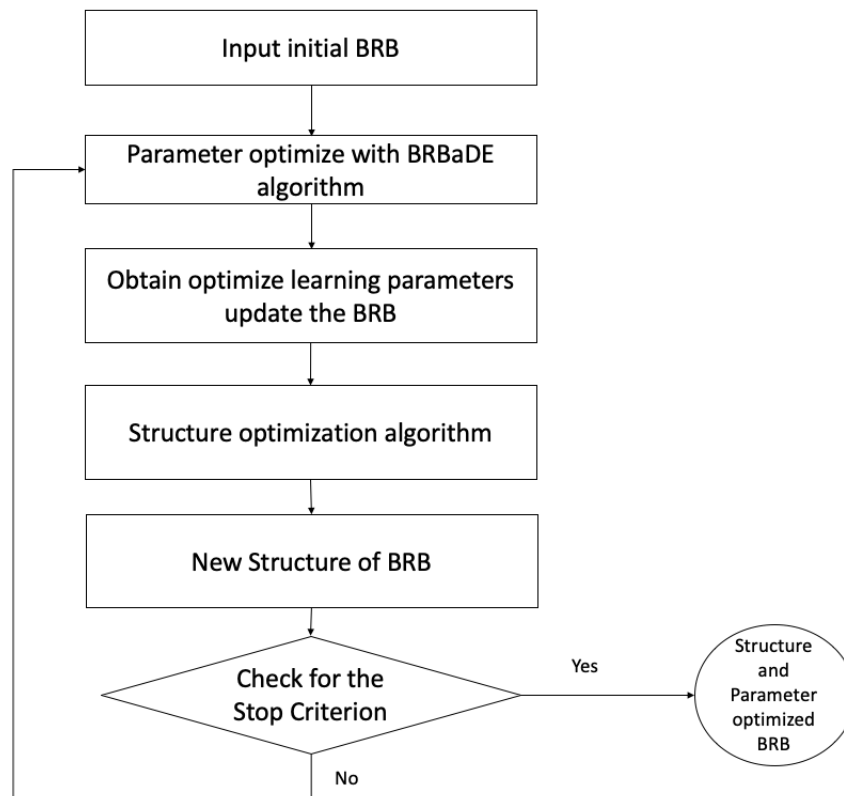 Input initial BRB
Parameter optimize with BRBaDE
algorithm
Obtain optimize learning parameters
update the BRB
Structure optimization algorithm
New Structure of BRB
Check for the
Stop Criterion
Yes
Structure
and
Parameter
optimized
BRB
No